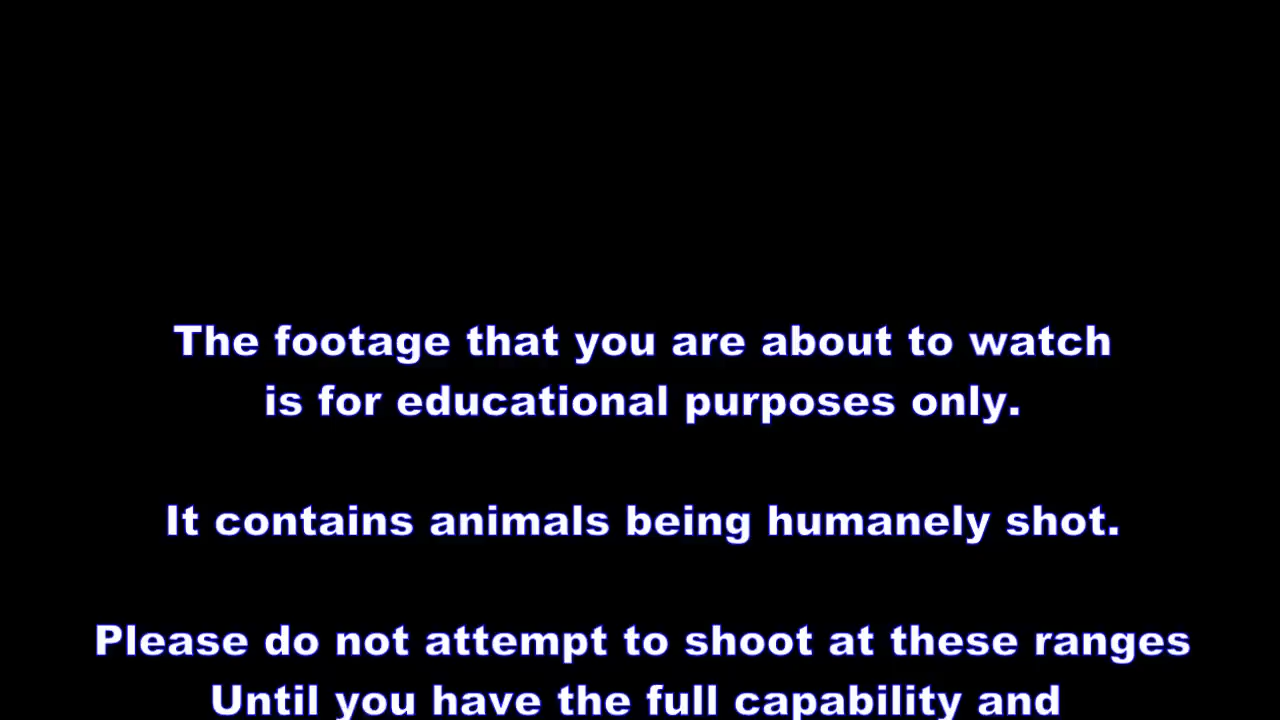 The footage that you are about to watch
is for educational purposes only.
It contains animals being humanely shot.
Please do not attempt to shoot at these ranges
Until you have the full capability and